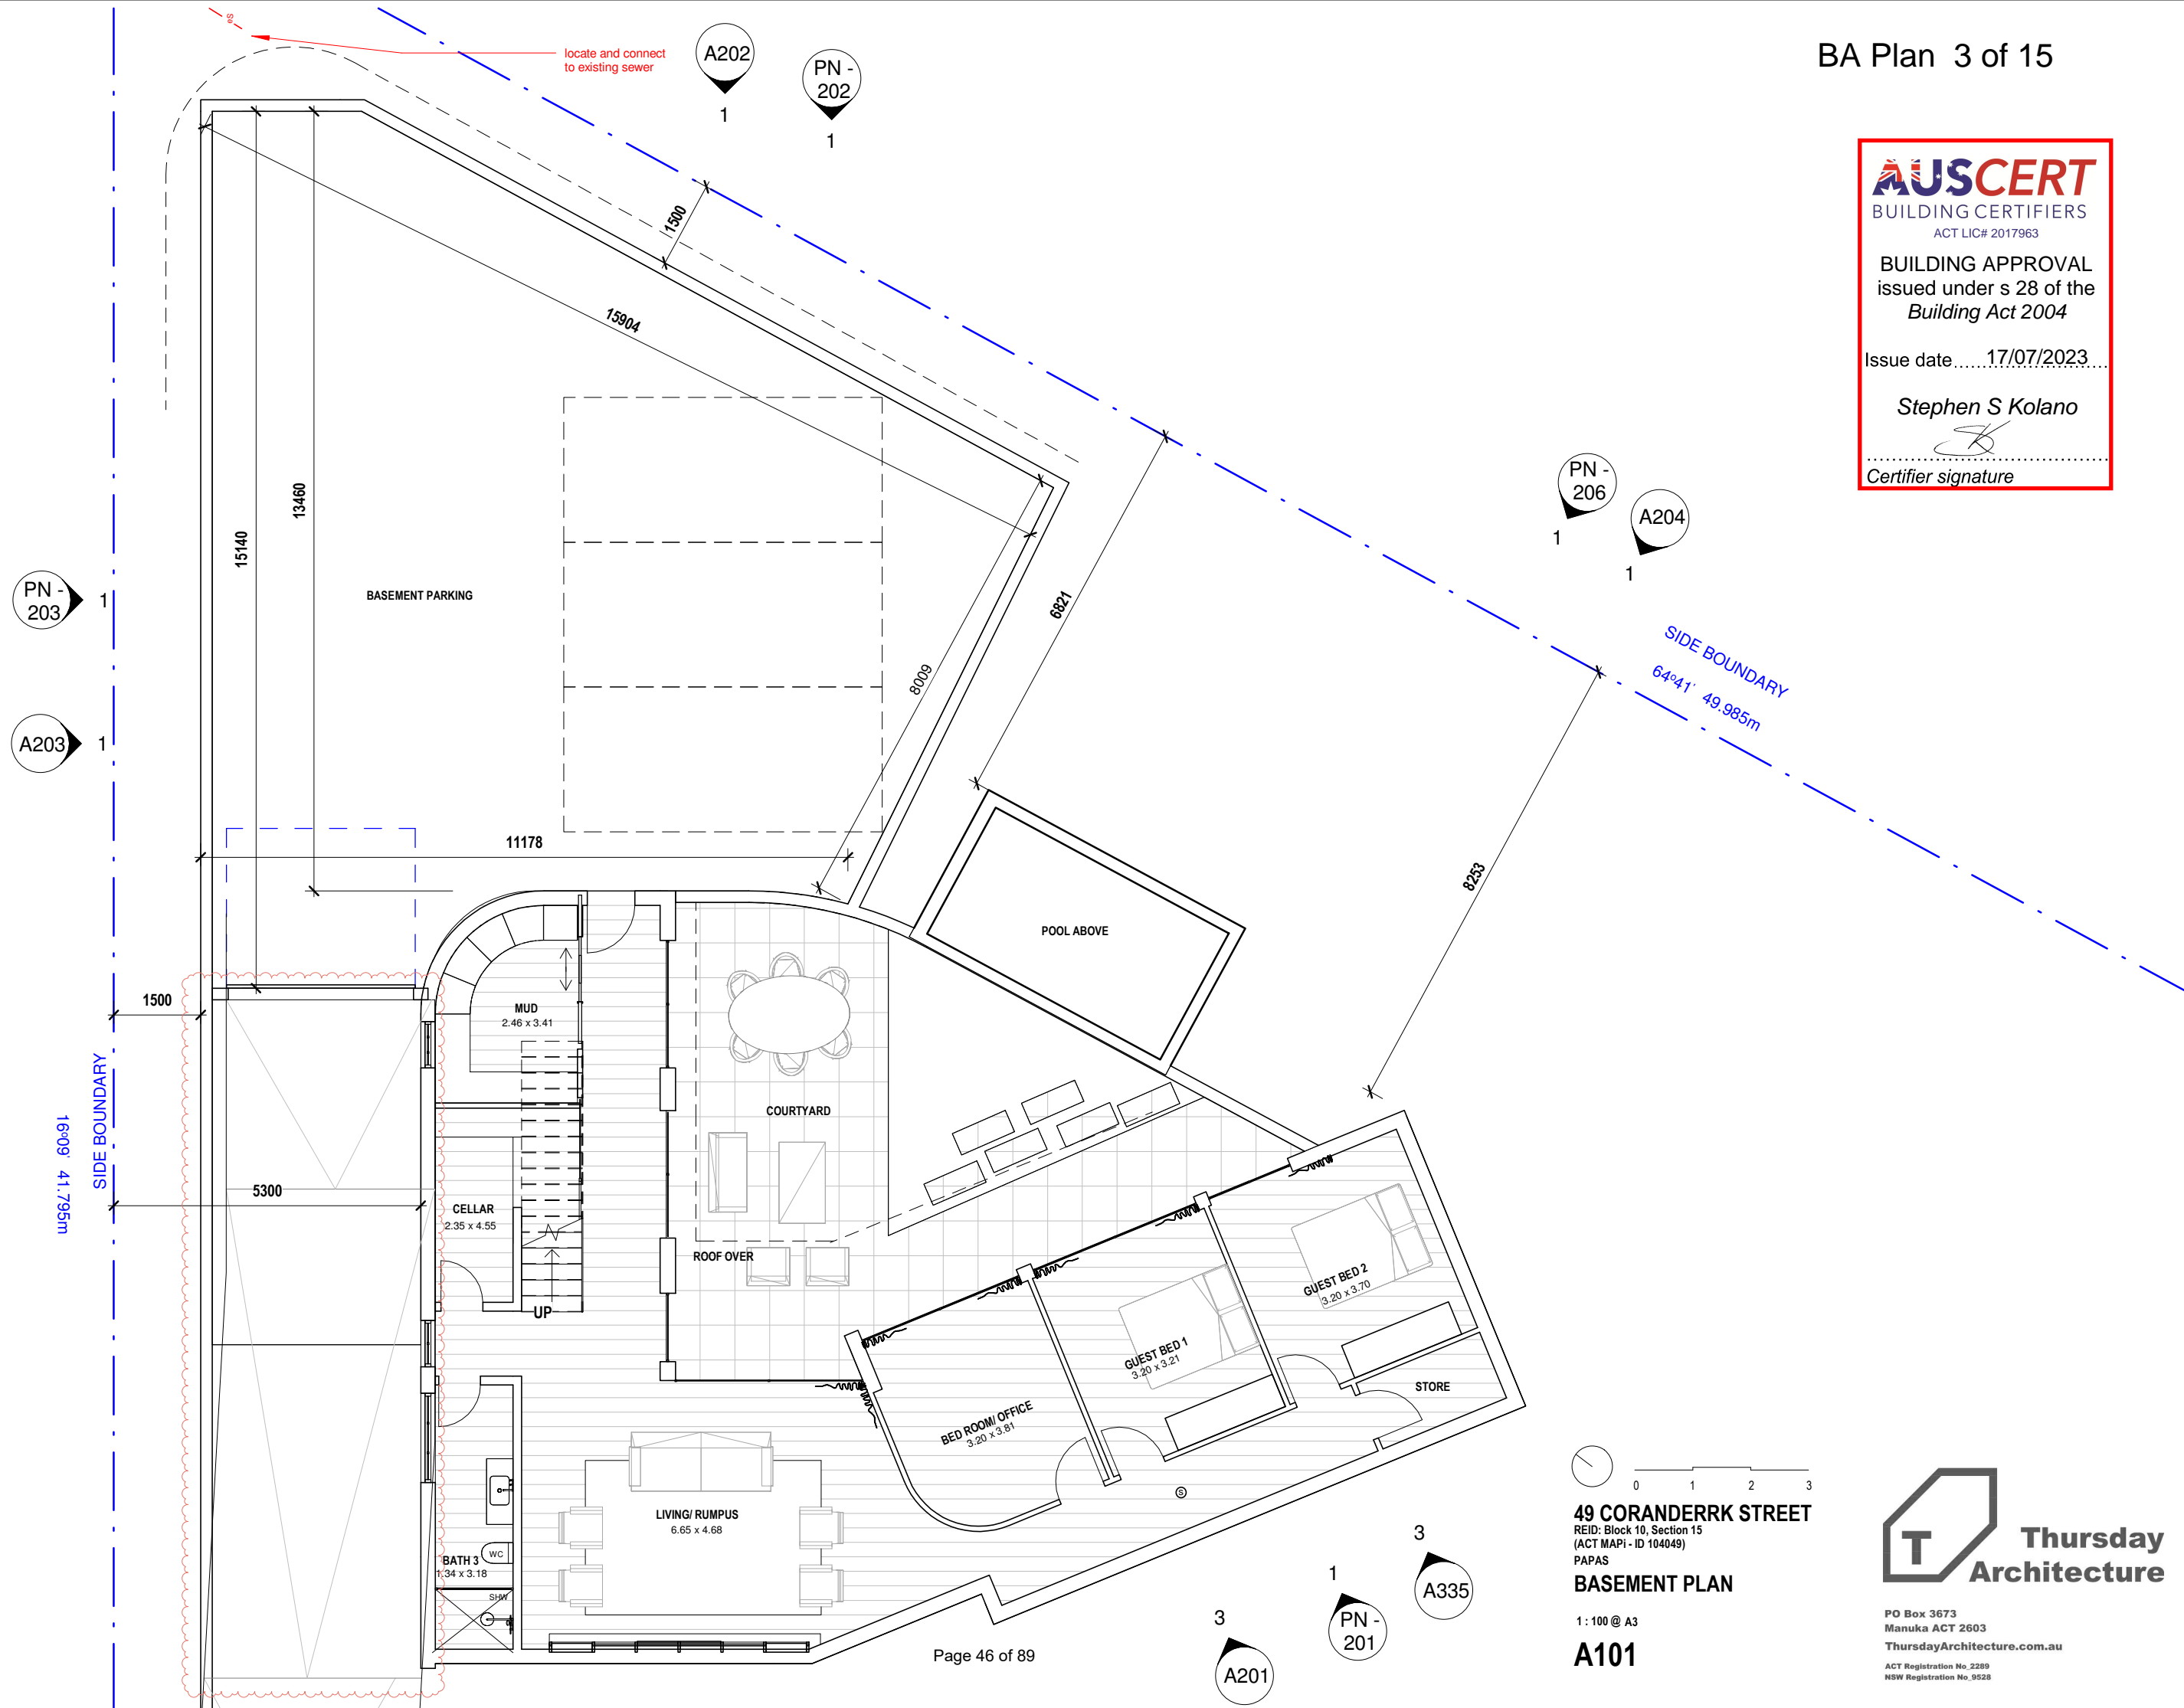 BA Plan 3 of 15
eS
locate and connect
to existing sewer
A202
1
PN -
202
1
AUSCERT
BUILDING CERTIFIERS
ACT LIC# 2017963
BUILDING APPROVAL
issued under s 28 of the
Building Act 2004
Issue date 17/07/2023
Stephen S Kolano
Certifier signature
1500
15904
13460
15140
BASEMENT PARKING
PN -
203
1
A203
1
PN -
206
1
A204
1
6821
8009
SIDE BOUNDARY
64°41' 49.985m
8253
11178
POOL ABOVE
1500
MUD
2.46 x 3.41
COURTYARD
SIDE BOUNDARY
16°09' 41.795m
5300
CELLAR
2.35 x 4.55
ROOF OVER
UP
GUEST BED 2
3.20 x 3.70
GUEST BED 1
3.20 x 3.21
STORE
BED ROOM/ OFFICE
3.20 x 3.81
S
LIVING/ RUMPUS
6.65 x 4.68
WC
BATH 3
1.34 x 3.18
SHW
Page 46 of 89
3
A201
1
PN -
201
3
A335
0 1 2 3
49 CORANDERRK STREET
REID: Block 10, Section 15
(ACT MAPi - ID 104049)
PAPAS
BASEMENT PLAN
1 : 100 @ A3
A101
T
Thursday
Architecture
PO Box 3673
Manuka ACT 2603
ThursdayArchitecture.com.au
ACT Registration No_2289
NSW Registration No_9528